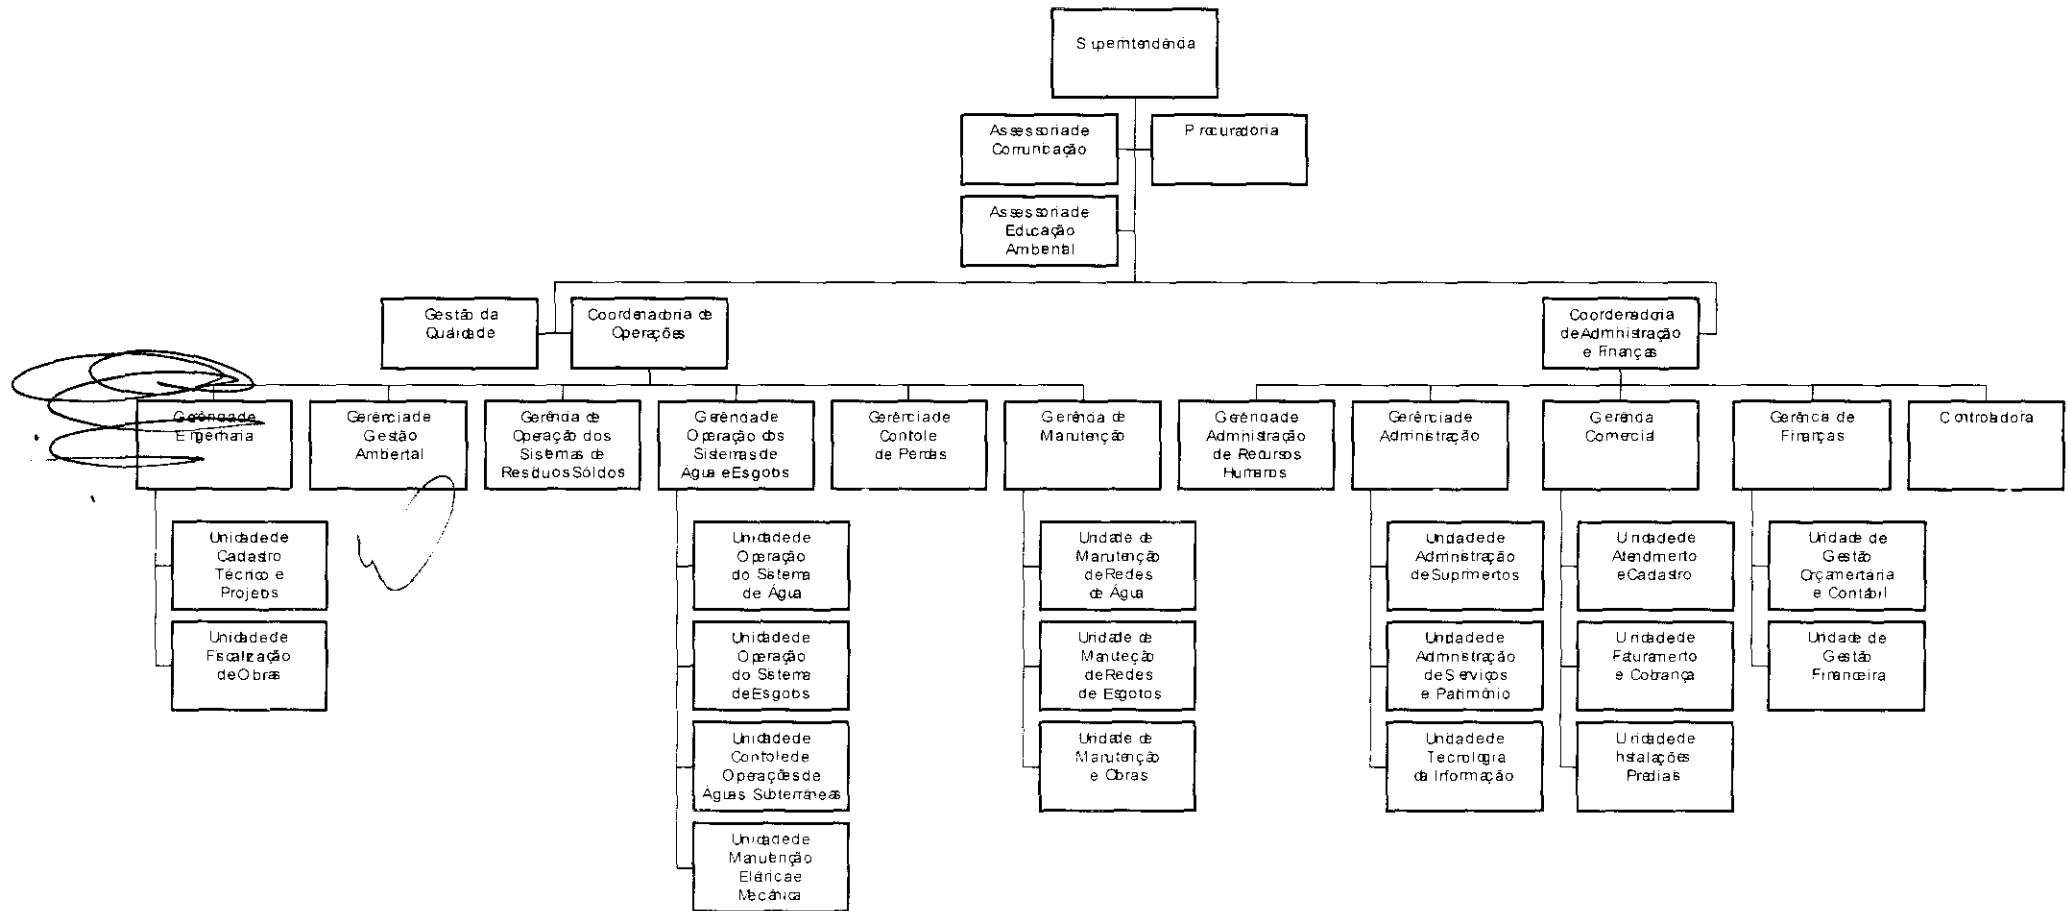 Superintendência
Assessoria de
Comunicação
Procuradoria
Assessoria de
Educação
Ambiental
Gestão da
Qualidade
Coordenadoria de
Operações
Coordenadoria
de Administração
e Finanças
Gerência de
Engenharia
Gerência de
Gestão
Ambiental
Gerência de
Operação dos
Sistemas de
Resíduos Sólidos
Gerência de
Operação dos
Sistemas de
Água e Esgotos
Gerência de
Controle
de Perdas
Gerência de
Manutenção
Gerência de
Administração
de Recursos
Humanos
Gerência de
Administração
Gerência
Comercial
Gerência de
Finanças
Controladora
Unidade de
Cadastro
Técnico e
Projetos
Unidade de
Fiscalização
de Obras
Unidade de
Operação
do Sistema
de Água
Unidade de
Operação
do Sistema
de Esgotos
Unidade de
Controle de
Operações de
Águas Subterrâneas
Unidade de
Manutenção
Elétrica e
Mecânica
Unidade de
Manutenção
de Redes
de Água
Unidade de
Manuteção
de Redes
de Esgotos
Unidade de
Manutenção
e Obras
Unidade de
Administração
de Suprimentos
Unidade de
Administração
de Serviços
e Patrimônio
Unidade de
Tecnologia
da Informação
Unidade de
Atendimento
e Cadastro
Unidade de
Faturamento
e Cobrança
Unidade de
Instalações
Prediais
Unidade de
Gestão
Orçamentária
e Contábil
Unidade de
Gestão
Financeira